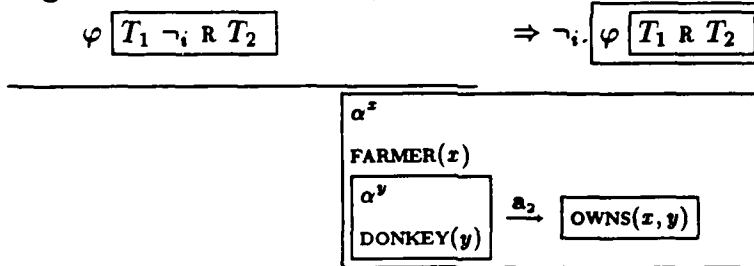 φ T₁ ¬ᵢ R T₂ ⇒ ¬ᵢ. φ T₁ R T₂
αˣ
FARMER(x)
αʸ
DONKEY(y)
a₂→ OWNS(x, y)